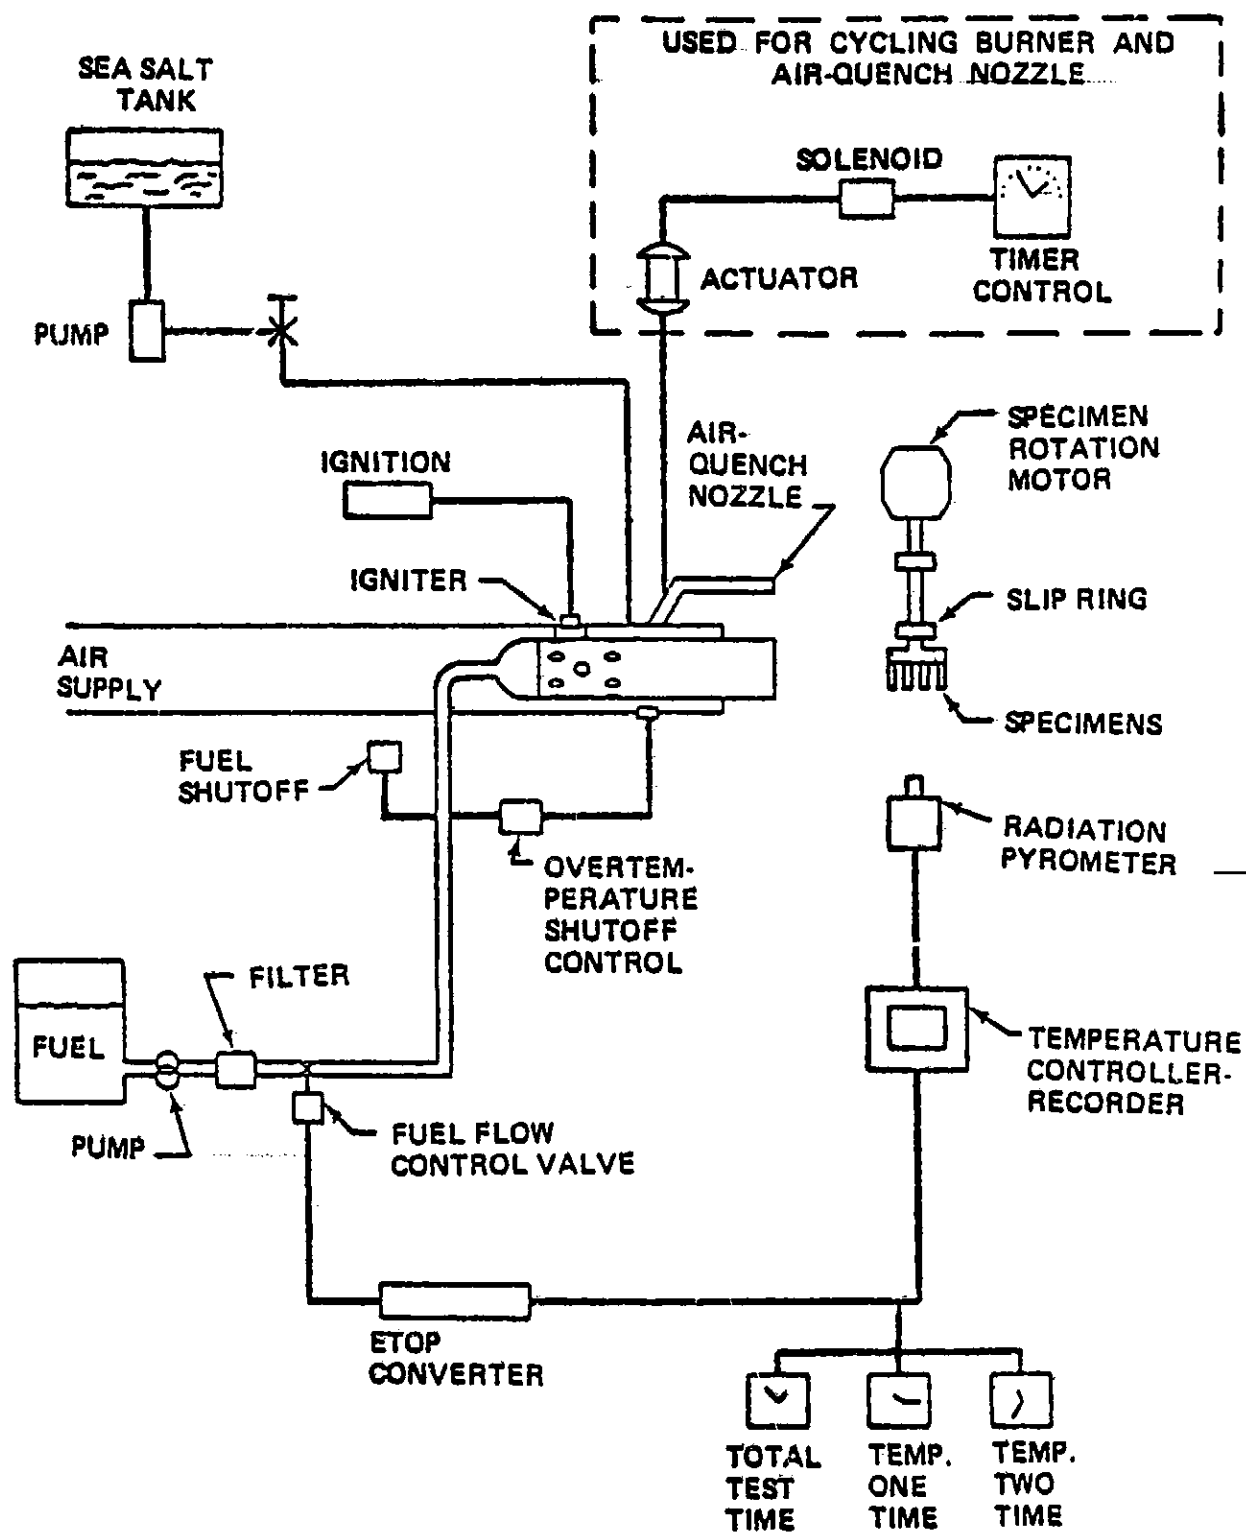 USED FOR CYCLING BURNER AND
AIR-QUENCH NOZZLE
SEA SALT
TANK
SOLENOID
ACTUATOR
TIMER
CONTROL
PUMP
AIR-
QUENCH
NOZZLE
SPECIMEN
ROTATION
MOTOR
IGNITION
IGNITER
SLIP RING
AIR
SUPPLY
SPECIMENS
FUEL
SHUTOFF
RADIATION
PYROMETER
OVERTEM-
PERATURE
SHUTOFF
CONTROL
FILTER
FUEL
TEMPERATURE
CONTROLLER-
RECORDER
PUMP
FUEL FLOW
CONTROL VALVE
ETOP
CONVERTER
TOTAL
TEST
TIME
TEMP.
ONE
TIME
TEMP.
TWO
TIME